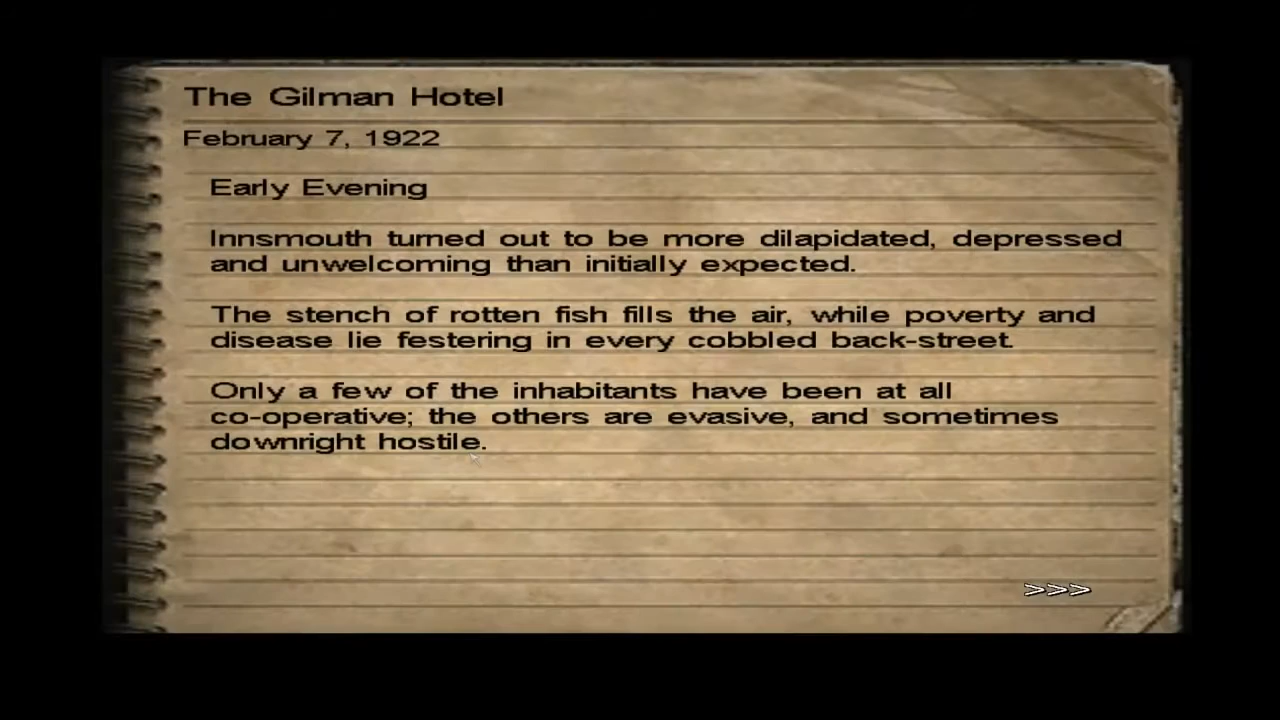 The Gilman Hotel
February 7, 1922
Early Evening
Innsmouth turned out to be more dilapidated, depressed
and unwelcoming than initially expected.
The stench of rotten fish fills the air, while poverty and
disease lie festering in every cobbled back-street.
Only a few of the inhabitants have been at all
co-operative; the others are evasive, and sometimes
downright hostile.
>>>